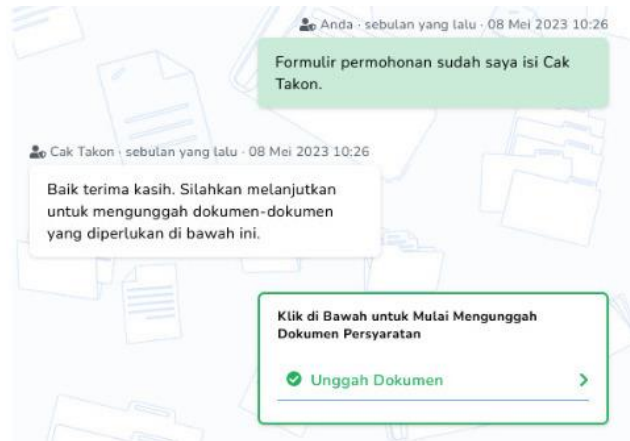 Anda · sebulan yang lalu · 08 Mei 2023 10:26
Formulir permohonan sudah saya isi Cak
Takon.
Cak Takon · sebulan yang lalu · 08 Mei 2023 10:26
Baik terima kasih. Silahkan melanjutkan
untuk mengunggah dokumen-dokumen
yang diperlukan di bawah ini.
Klik di Bawah untuk Mulai Mengunggah
Dokumen Persyaratan
Unggah Dokumen